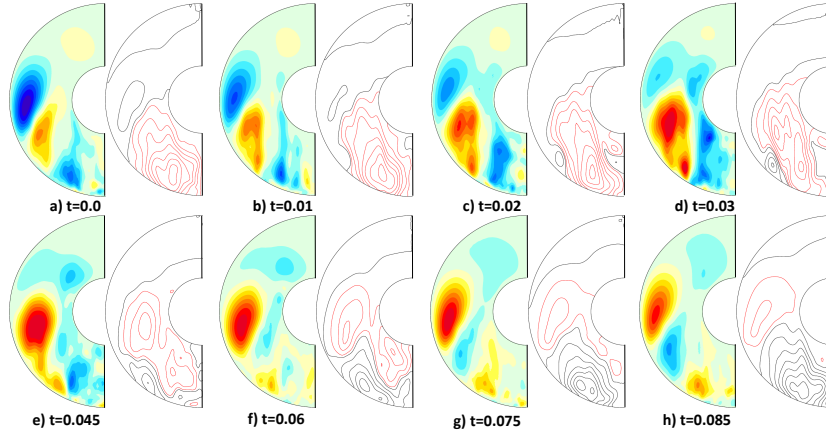 a) t=0.0
b) t=0.01
c) t=0.02
d) t=0.03
e) t=0.045
f) t=0.06
g) t=0.075
h) t=0.085